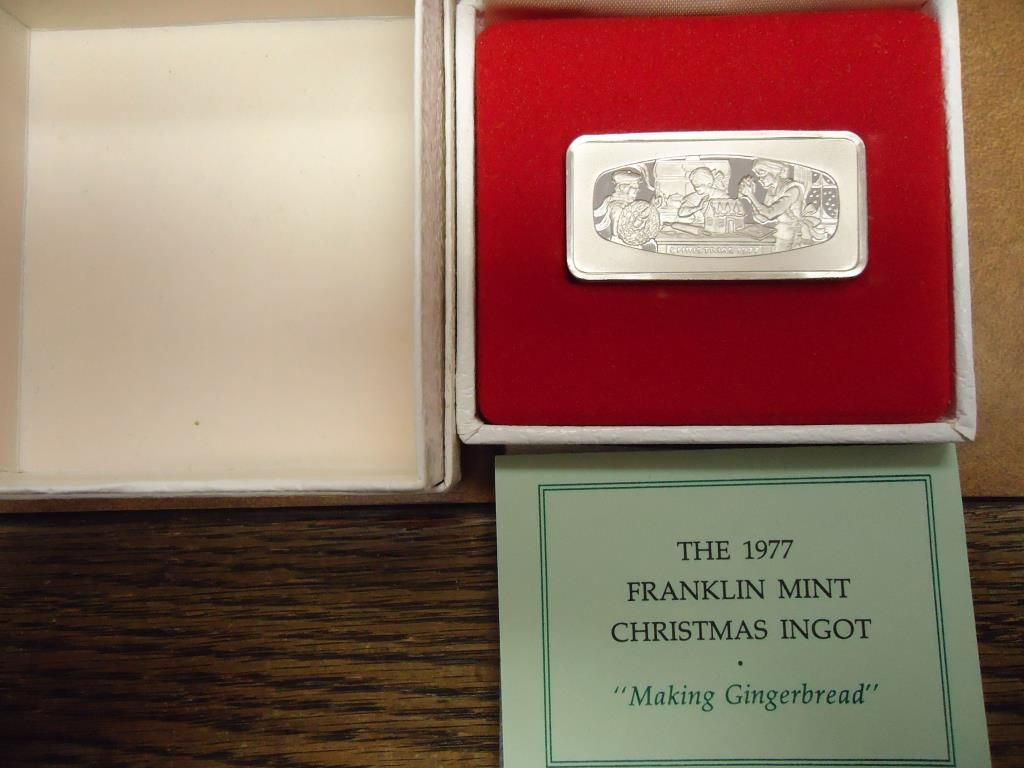 THE 1977
FRANKLIN MINT
CHRISTMAS INGOT
"Making Gingerbread"